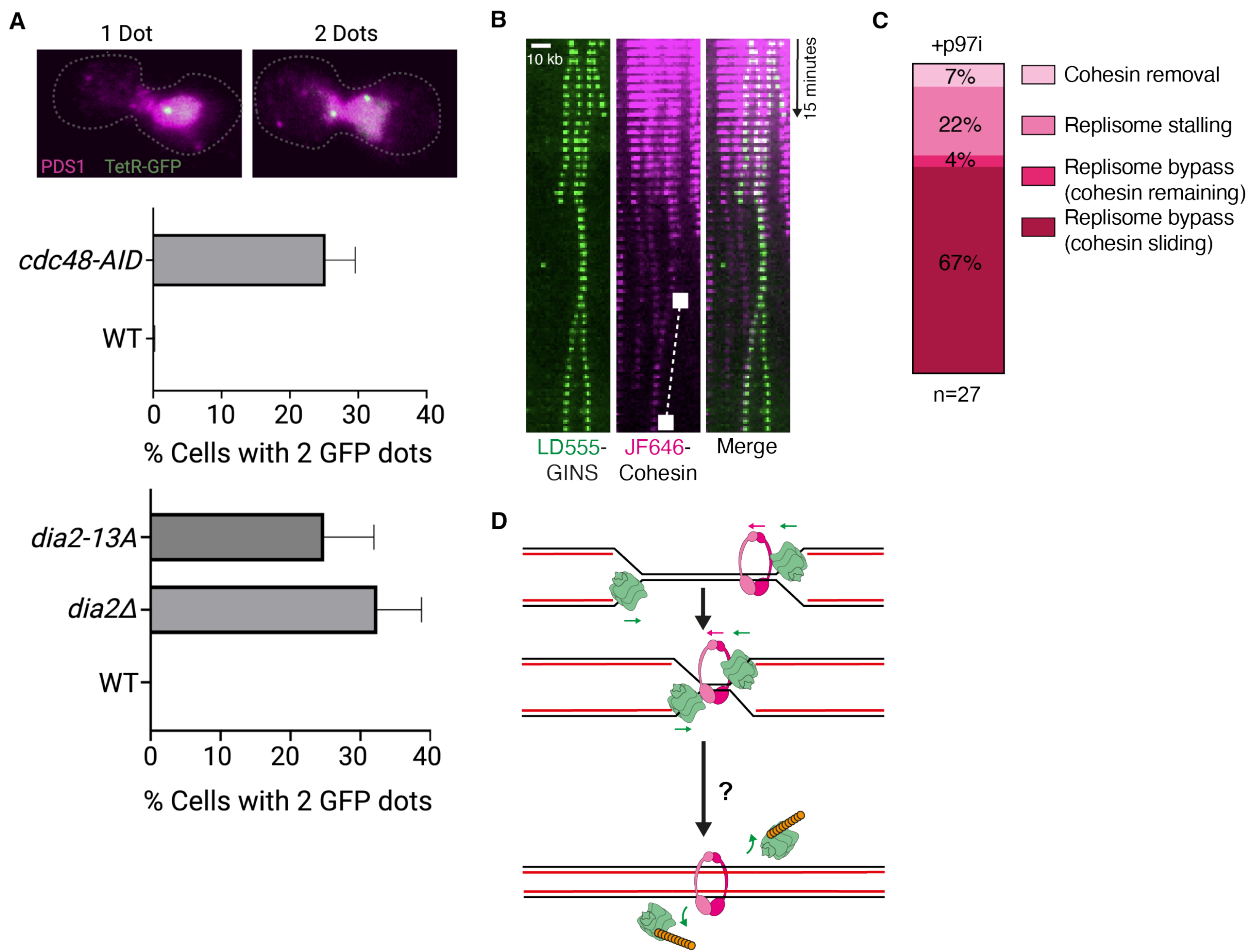 A
1 Dot
2 Dots
PDS1
TetR-GFP
cdc48-AID
WT
0
10
20
30
40
% Cells with 2 GFP dots
dia2-13A
dia2Δ
WT
0
10
20
30
40
% Cells with 2 GFP dots
B
10 kb
15 minutes
LD555-
GINS
JF646-
Cohesin
Merge
C
+p97i
7%
22%
4%
67%
n=27
Cohesin removal
Replisome stalling
Replisome bypass
(cohesin remaining)
Replisome bypass
(cohesin sliding)
D
?